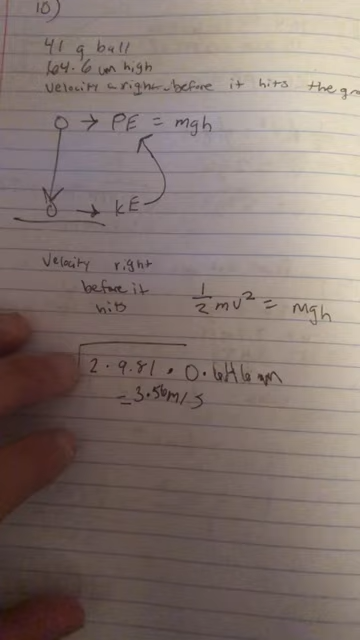 10)
41 g ball
64.6 cm high
Velocity right before it hits the
O → PE = mgh
O → KE
Velocity right
before it
hits
1/2 mv² = mgh
√2 · 9.81 · 0.646 m
= 3.56 m/s